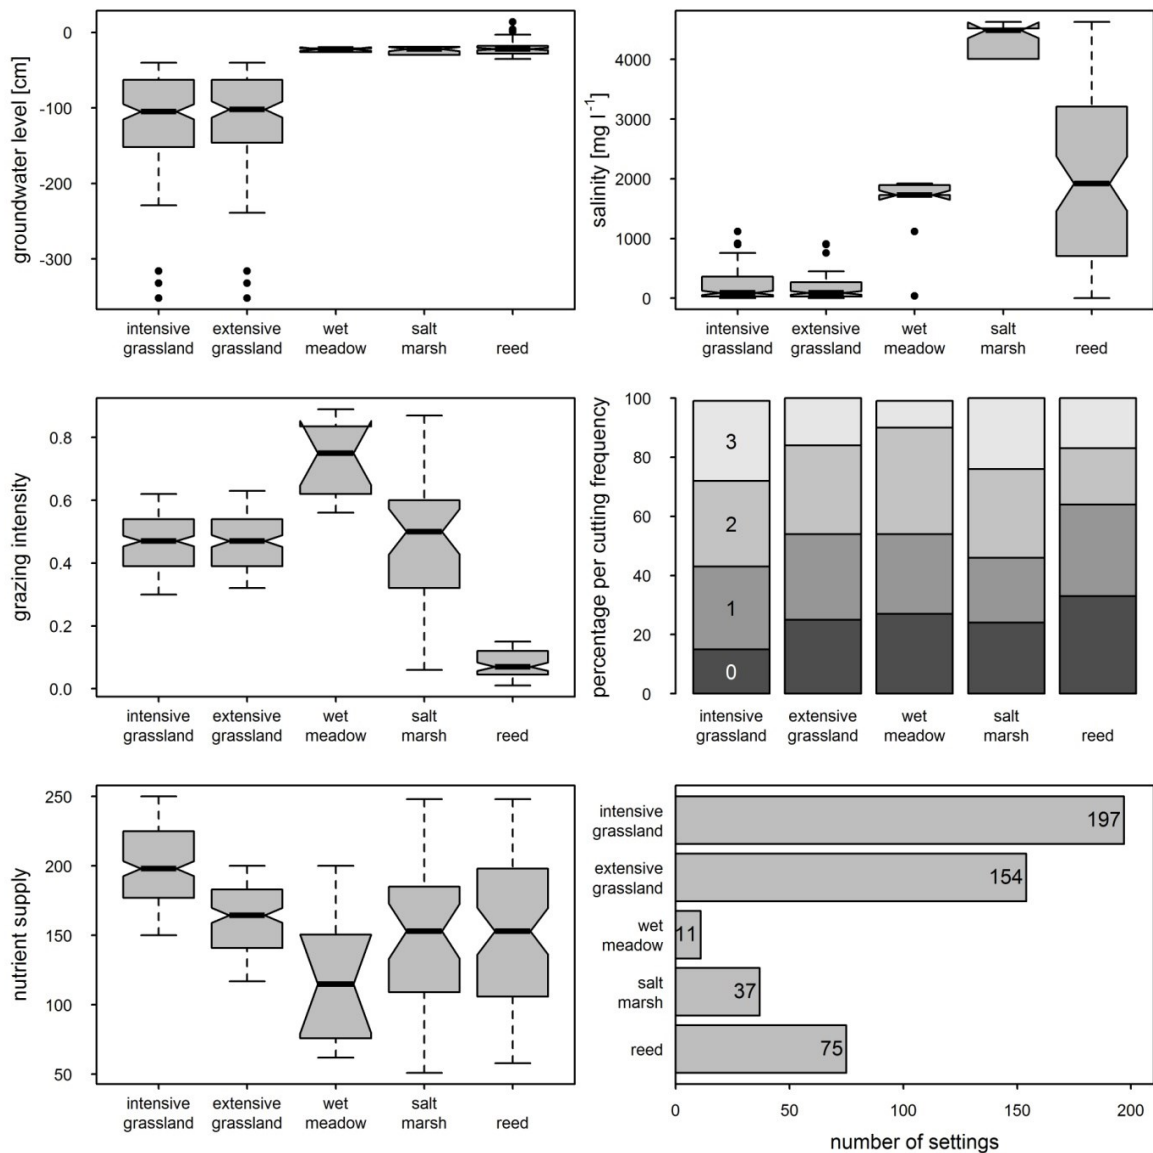 groundwater level [cm]
0
-100
-200
-300
intensive
grassland
extensive
grassland
wet
meadow
salt
marsh
reed
salinity [mg l⁻¹]
4000
3000
2000
1000
0
intensive
grassland
extensive
grassland
wet
meadow
salt
marsh
reed
grazing intensity
0.8
0.6
0.4
0.2
0.0
intensive
grassland
extensive
grassland
wet
meadow
salt
marsh
reed
percentage per cutting frequency
100
80
60
40
20
0
3
2
1
0
intensive
grassland
extensive
grassland
wet
meadow
salt
marsh
reed
nutrient supply
250
200
150
100
50
intensive
grassland
extensive
grassland
wet
meadow
salt
marsh
reed
intensive
grassland
197
extensive
grassland
154
wet
meadow
11
salt
marsh
37
reed
75
0 50 100 150 200
number of settings